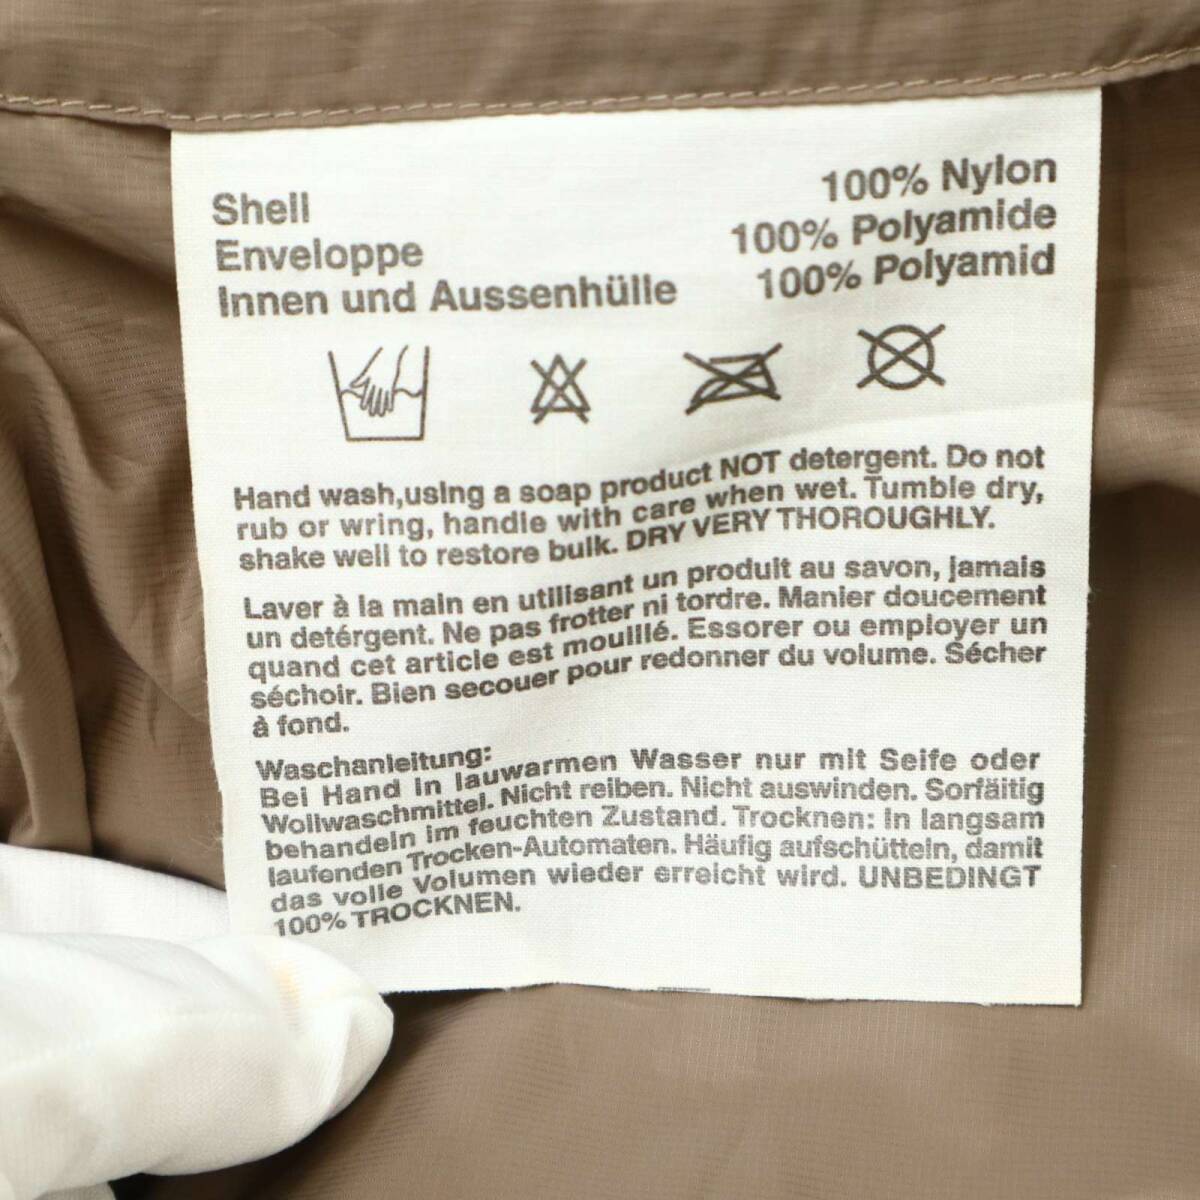 Shell 100% Nylon
Enveloppe 100% Polyamide
Innen und Aussenhülle 100% Polyamid
Hand wash,using a soap product NOT detergent. Do not
rub or wring, handle with care when wet. Tumble dry,
shake well to restore bulk. DRY VERY THOROUGHLY.
Laver à la main en utilisant un produit au savon, jamais
un detérgent. Ne pas frotter ni tordre. Manier doucement
quand cet article est mouillé. Essorer ou employer un
séchoir. Bien secouer pour redonner du volume. Sécher
à fond.
Waschanleitung:
Bei Hand in lauwarmen Wasser nur mit Seife oder
Wollwaschmittel. Nicht reiben. Nicht auswinden. Sorfäitig
behandeln im feuchten Zustand. Trocknen: In langsam
laufenden Trocken-Automaten. Häufig aufschütteln, damit
das volle Volumen wieder erreicht wird. UNBEDINGT
100% TROCKNEN.